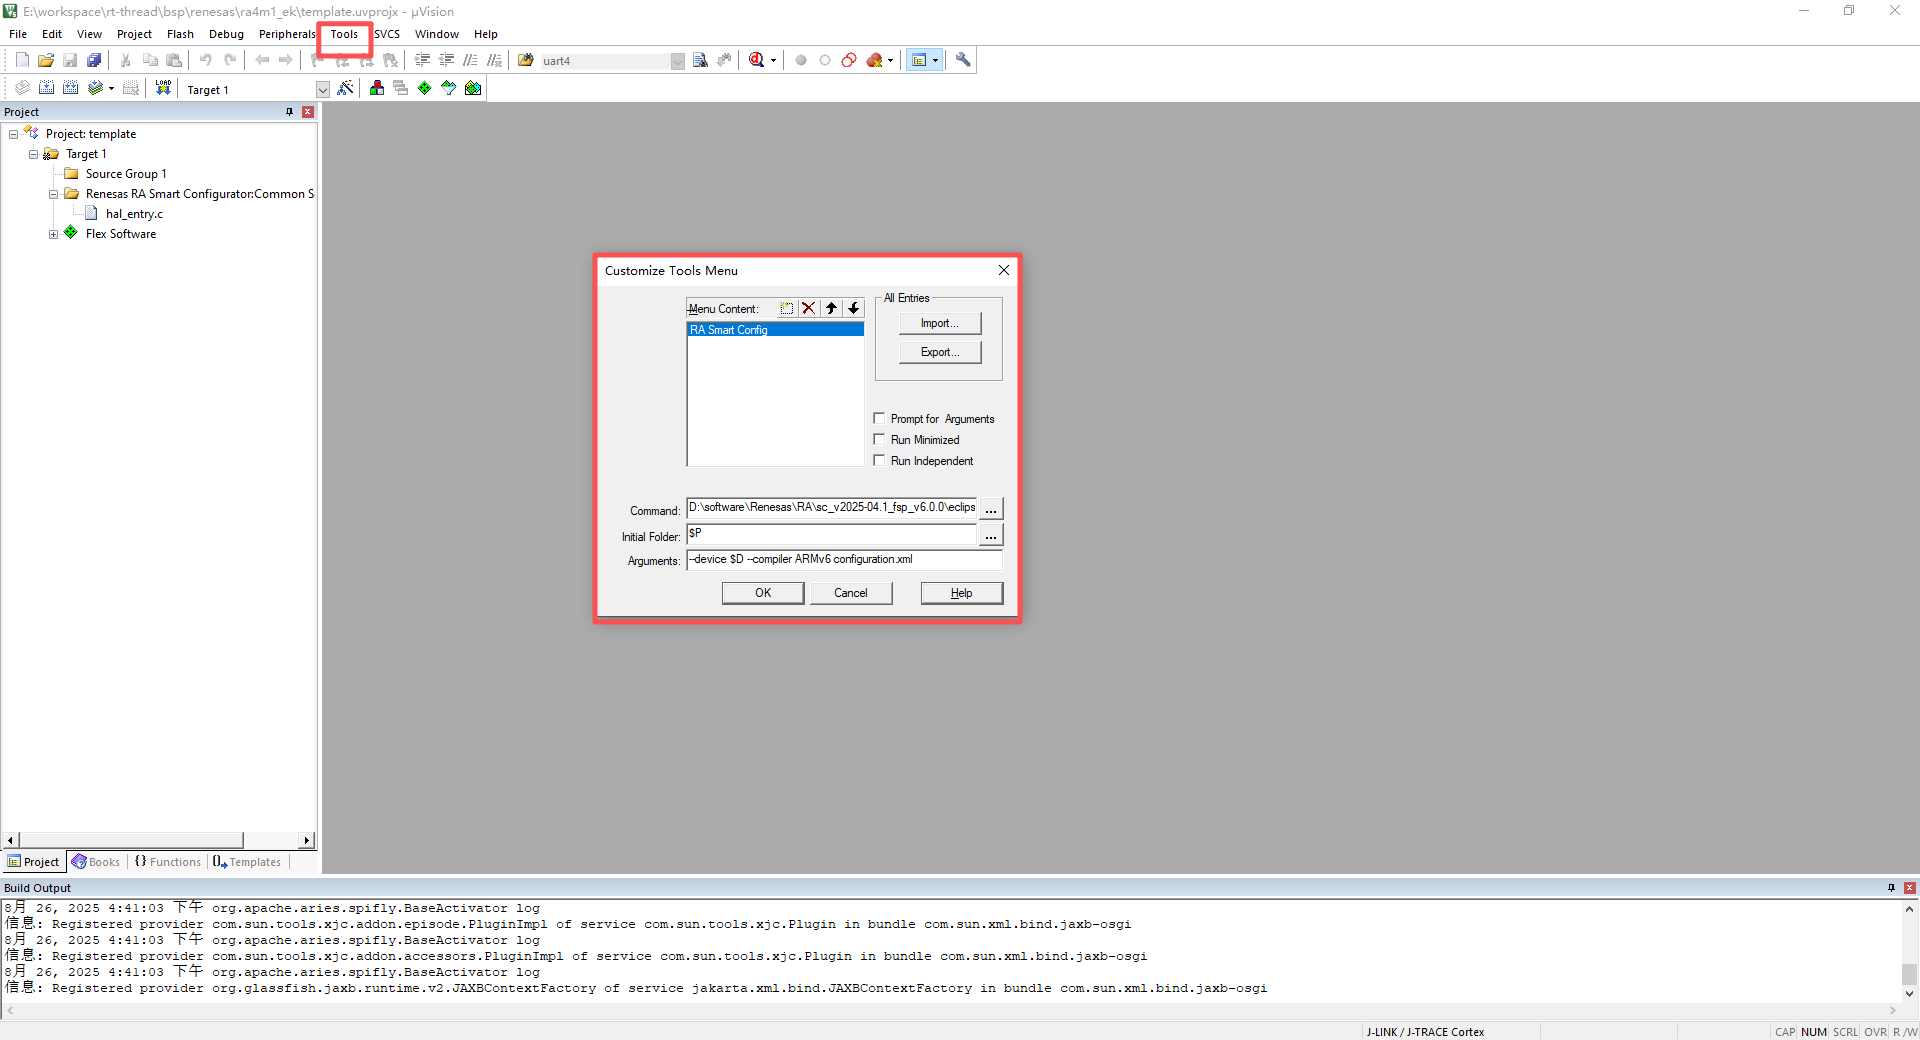 E:\workspace\rt-thread\bsp\renesas\ra4m1_ek\template.uvprojx - µVision
File Edit View Project Flash Debug Peripherals Tools SVCS Window Help
uart4
LOAD Target 1
Project
Project: template
Target 1
Source Group 1
Renesas RA Smart Configurator:Common S
hal_entry.c
Flex Software
Customize Tools Menu
Menu Content:
RA Smart Config
All Entries
Import...
Export...
Prompt for Arguments
Run Minimized
Run Independent
Command: D:\software\Renesas\RA\sc_v2025-04.1_fsp_v6.0.0\eclips ...
Initial Folder: $P ...
Arguments: --device $D --compiler ARMv6 configuration.xml
OK Cancel Help
Project Books {} Functions Templates
Build Output
8月 26, 2025 4:41:03 下午 org.apache.aries.spifly.BaseActivator log
信息: Registered provider com.sun.tools.xjc.addon.episode.PluginImpl of service com.sun.tools.xjc.Plugin in bundle com.sun.xml.bind.jaxb-osgi
8月 26, 2025 4:41:03 下午 org.apache.aries.spifly.BaseActivator log
信息: Registered provider com.sun.tools.xjc.addon.accessors.PluginImpl of service com.sun.tools.xjc.Plugin in bundle com.sun.xml.bind.jaxb-osgi
8月 26, 2025 4:41:03 下午 org.apache.aries.spifly.BaseActivator log
信息: Registered provider org.glassfish.jaxb.runtime.v2.JAXBContextFactory of service jakarta.xml.bind.JAXBContextFactory in bundle com.sun.xml.bind.jaxb-osgi
J-LINK / J-TRACE Cortex
CAP NUM SCRL OVR R /W